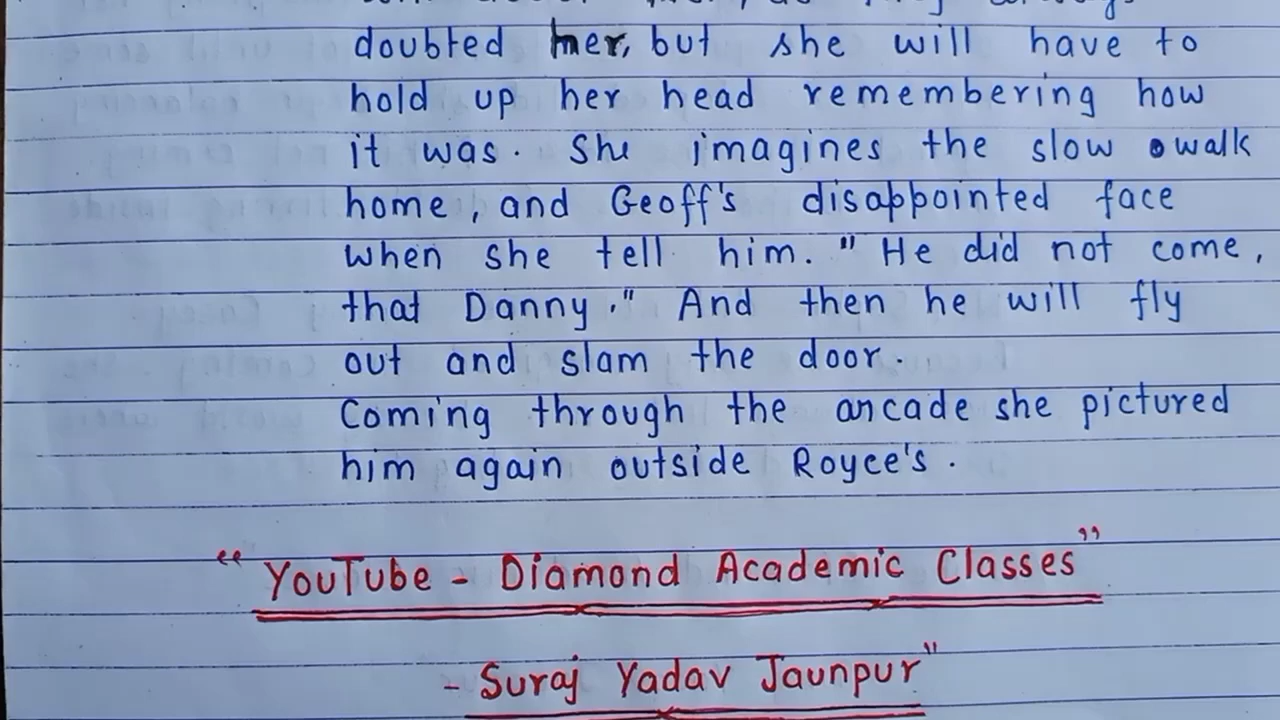 doubted her, but she will have to
hold up her head remembering how
it was. She imagines the slow walk
home, and Geoff's disappointed face
when she tell him. " He did not come,
that Danny." And then he will fly
out and slam the door.
Coming through the arcade she pictured
him again outside Royce's.
“ YouTube - Diamond Academic Classes ”
- Suraj Yadav Jaunpur"